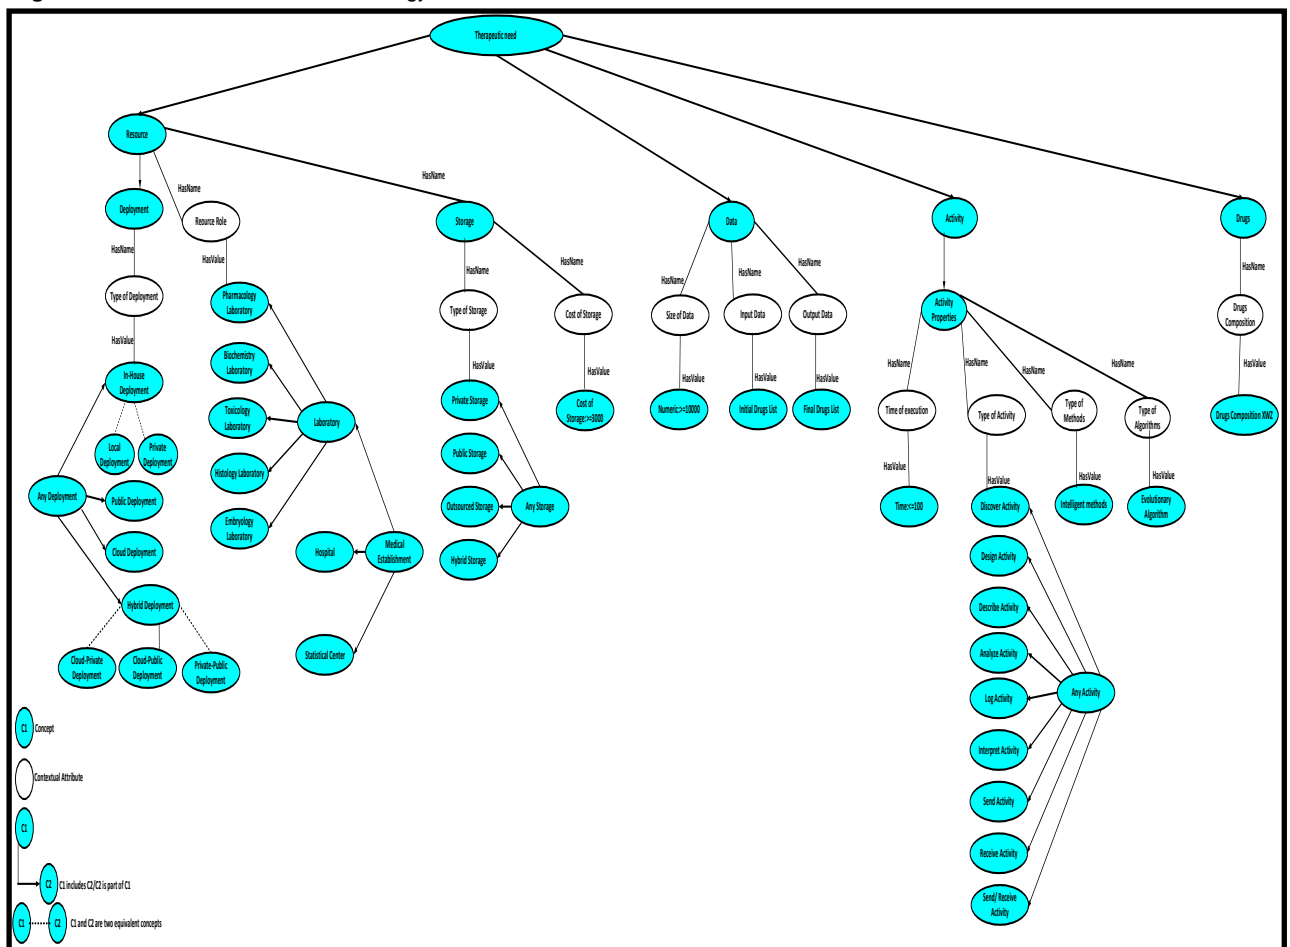 Therapeutic need
Resource
HasName
HasName
Deployment
Reource Role
Storage
Data
Activity
Drugs
HasName
HasValue
HasName
HasName
HasName
HasName
HasName
HasName
Type of Deployment
Pharmacology
Laboratory
Type of Storage
Cost of Storage
Size of Data
Input Data
Output Data
Activity
Properties
Drugs
Composition
HasValue
HasValue
HasValue
HasValue
HasValue
HasValue
HasName
HasName
HasName
HasName
HasValue
In-House
Deployment
Biochemistry
Laboratory
Private Storage
Cost of
Storage:>=3000
Numeric>=10000
Initial Drugs List
Final Drugs List
Time of execution
Type of Activity
Type of
Methods
Type of
Algorithms
Drugs Composition XWZ
Toxicology
Laboratory
Laboratory
Local
Deployment
Private
Deployment
Public Storage
Histology Laboratory
HasValue
HasValue
HasValue
HasValue
Any Deployment
Public Deployment
Outsourced Storage
Any Storage
Time:<=100
Discover Activity
Intelligent methods
Evolutionary
Algorithm
Embryology
Laboratory
Cloud Deployment
Hospital
Medical
Establishment
Hybrid Storage
Design Activity
Hybrid Deployment
Describe Activity
Cloud-Private
Deployment
Cloud-Public
Deployment
Private-Public
Deployment
Statistical Center
Analyze Activity
Log Activity
Any Activity
Interpret Activity
Send Activity
Receive Activity
Send/ Receive
Activity
C1 Concept
Contextual Attribute
C1
C2 C1 includes C2/C2 is part of C1
C1 C2 C1 and C2 are two equivalent concepts